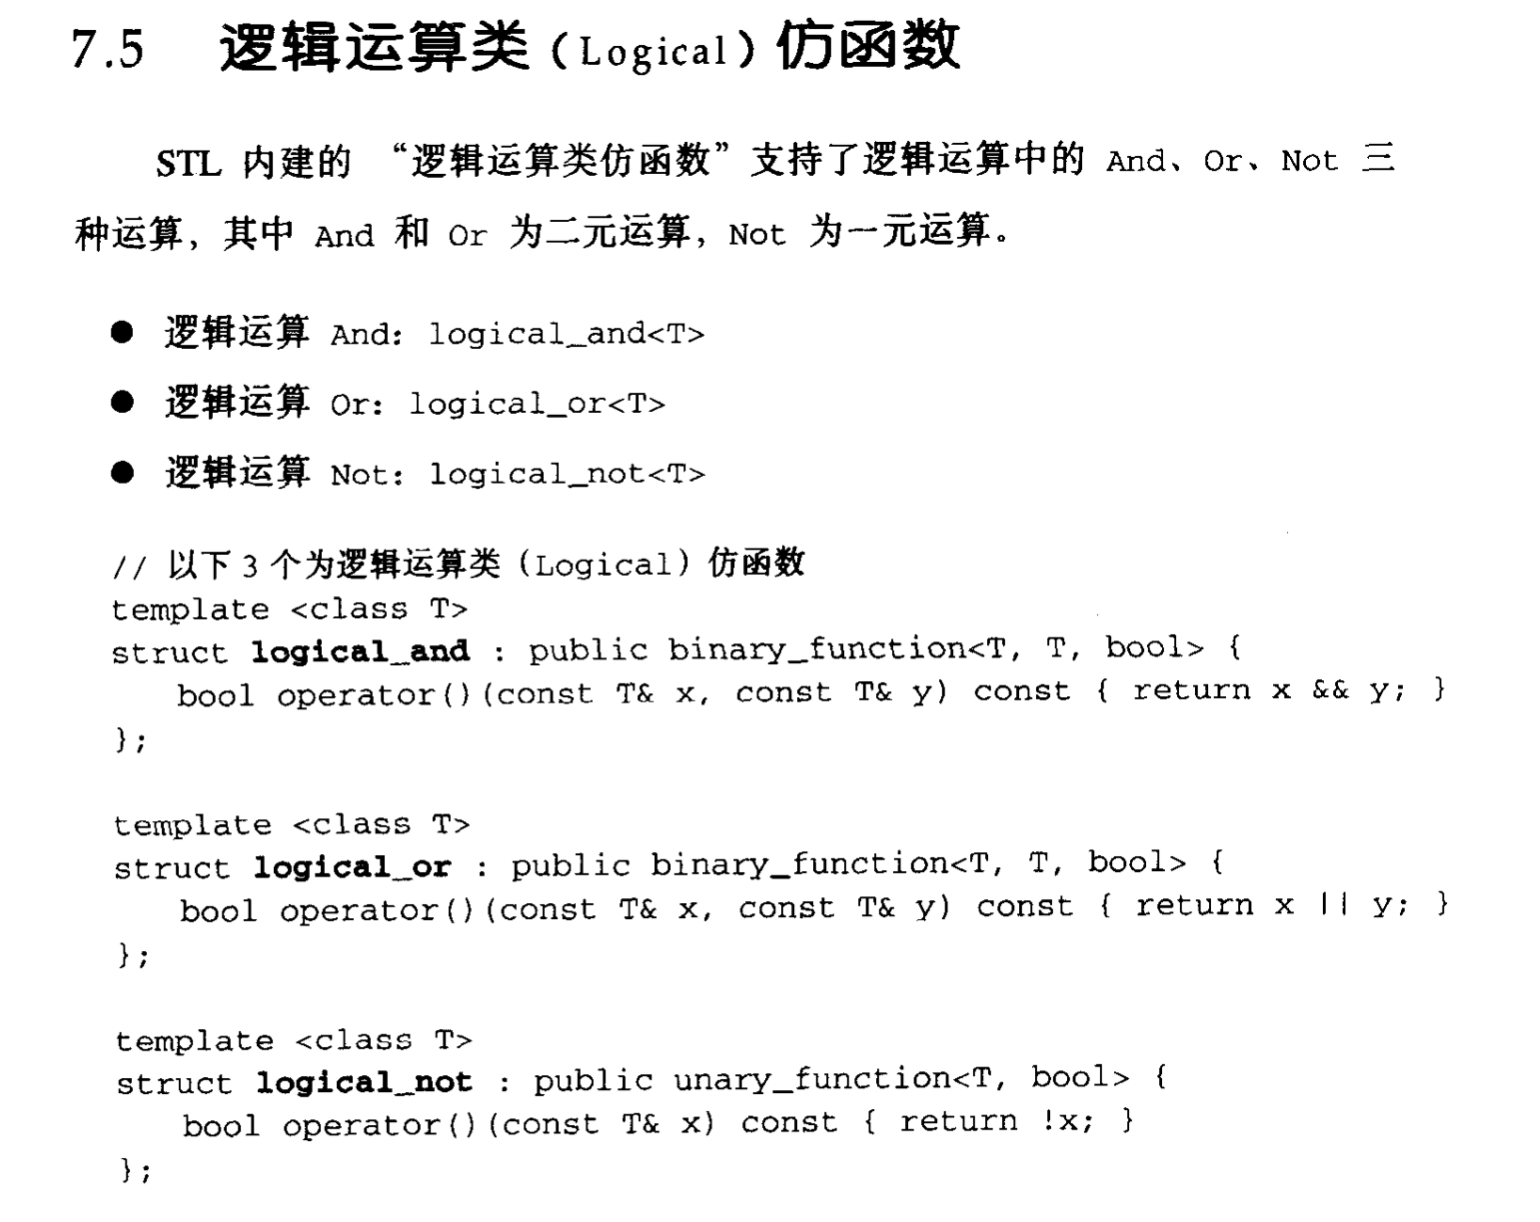 7.5 逻辑运算类(Logical)仿函数
STL 内建的 “逻辑运算类仿函数”支持了逻辑运算中的 And、Or、Not 三
种运算，其中 And 和 Or 为二元运算，Not 为一元运算。
● 逻辑运算 And：logical_and<T>
● 逻辑运算 Or：logical_or<T>
● 逻辑运算 Not：logical_not<T>
// 以下 3 个为逻辑运算类（Logical）仿函数
template <class T>
struct logical_and : public binary_function<T, T, bool> {
    bool operator()(const T& x, const T& y) const { return x && y; }
};
template <class T>
struct logical_or : public binary_function<T, T, bool> {
    bool operator()(const T& x, const T& y) const { return x || y; }
};
template <class T>
struct logical_not : public unary_function<T, bool> {
    bool operator()(const T& x) const { return !x; }
};